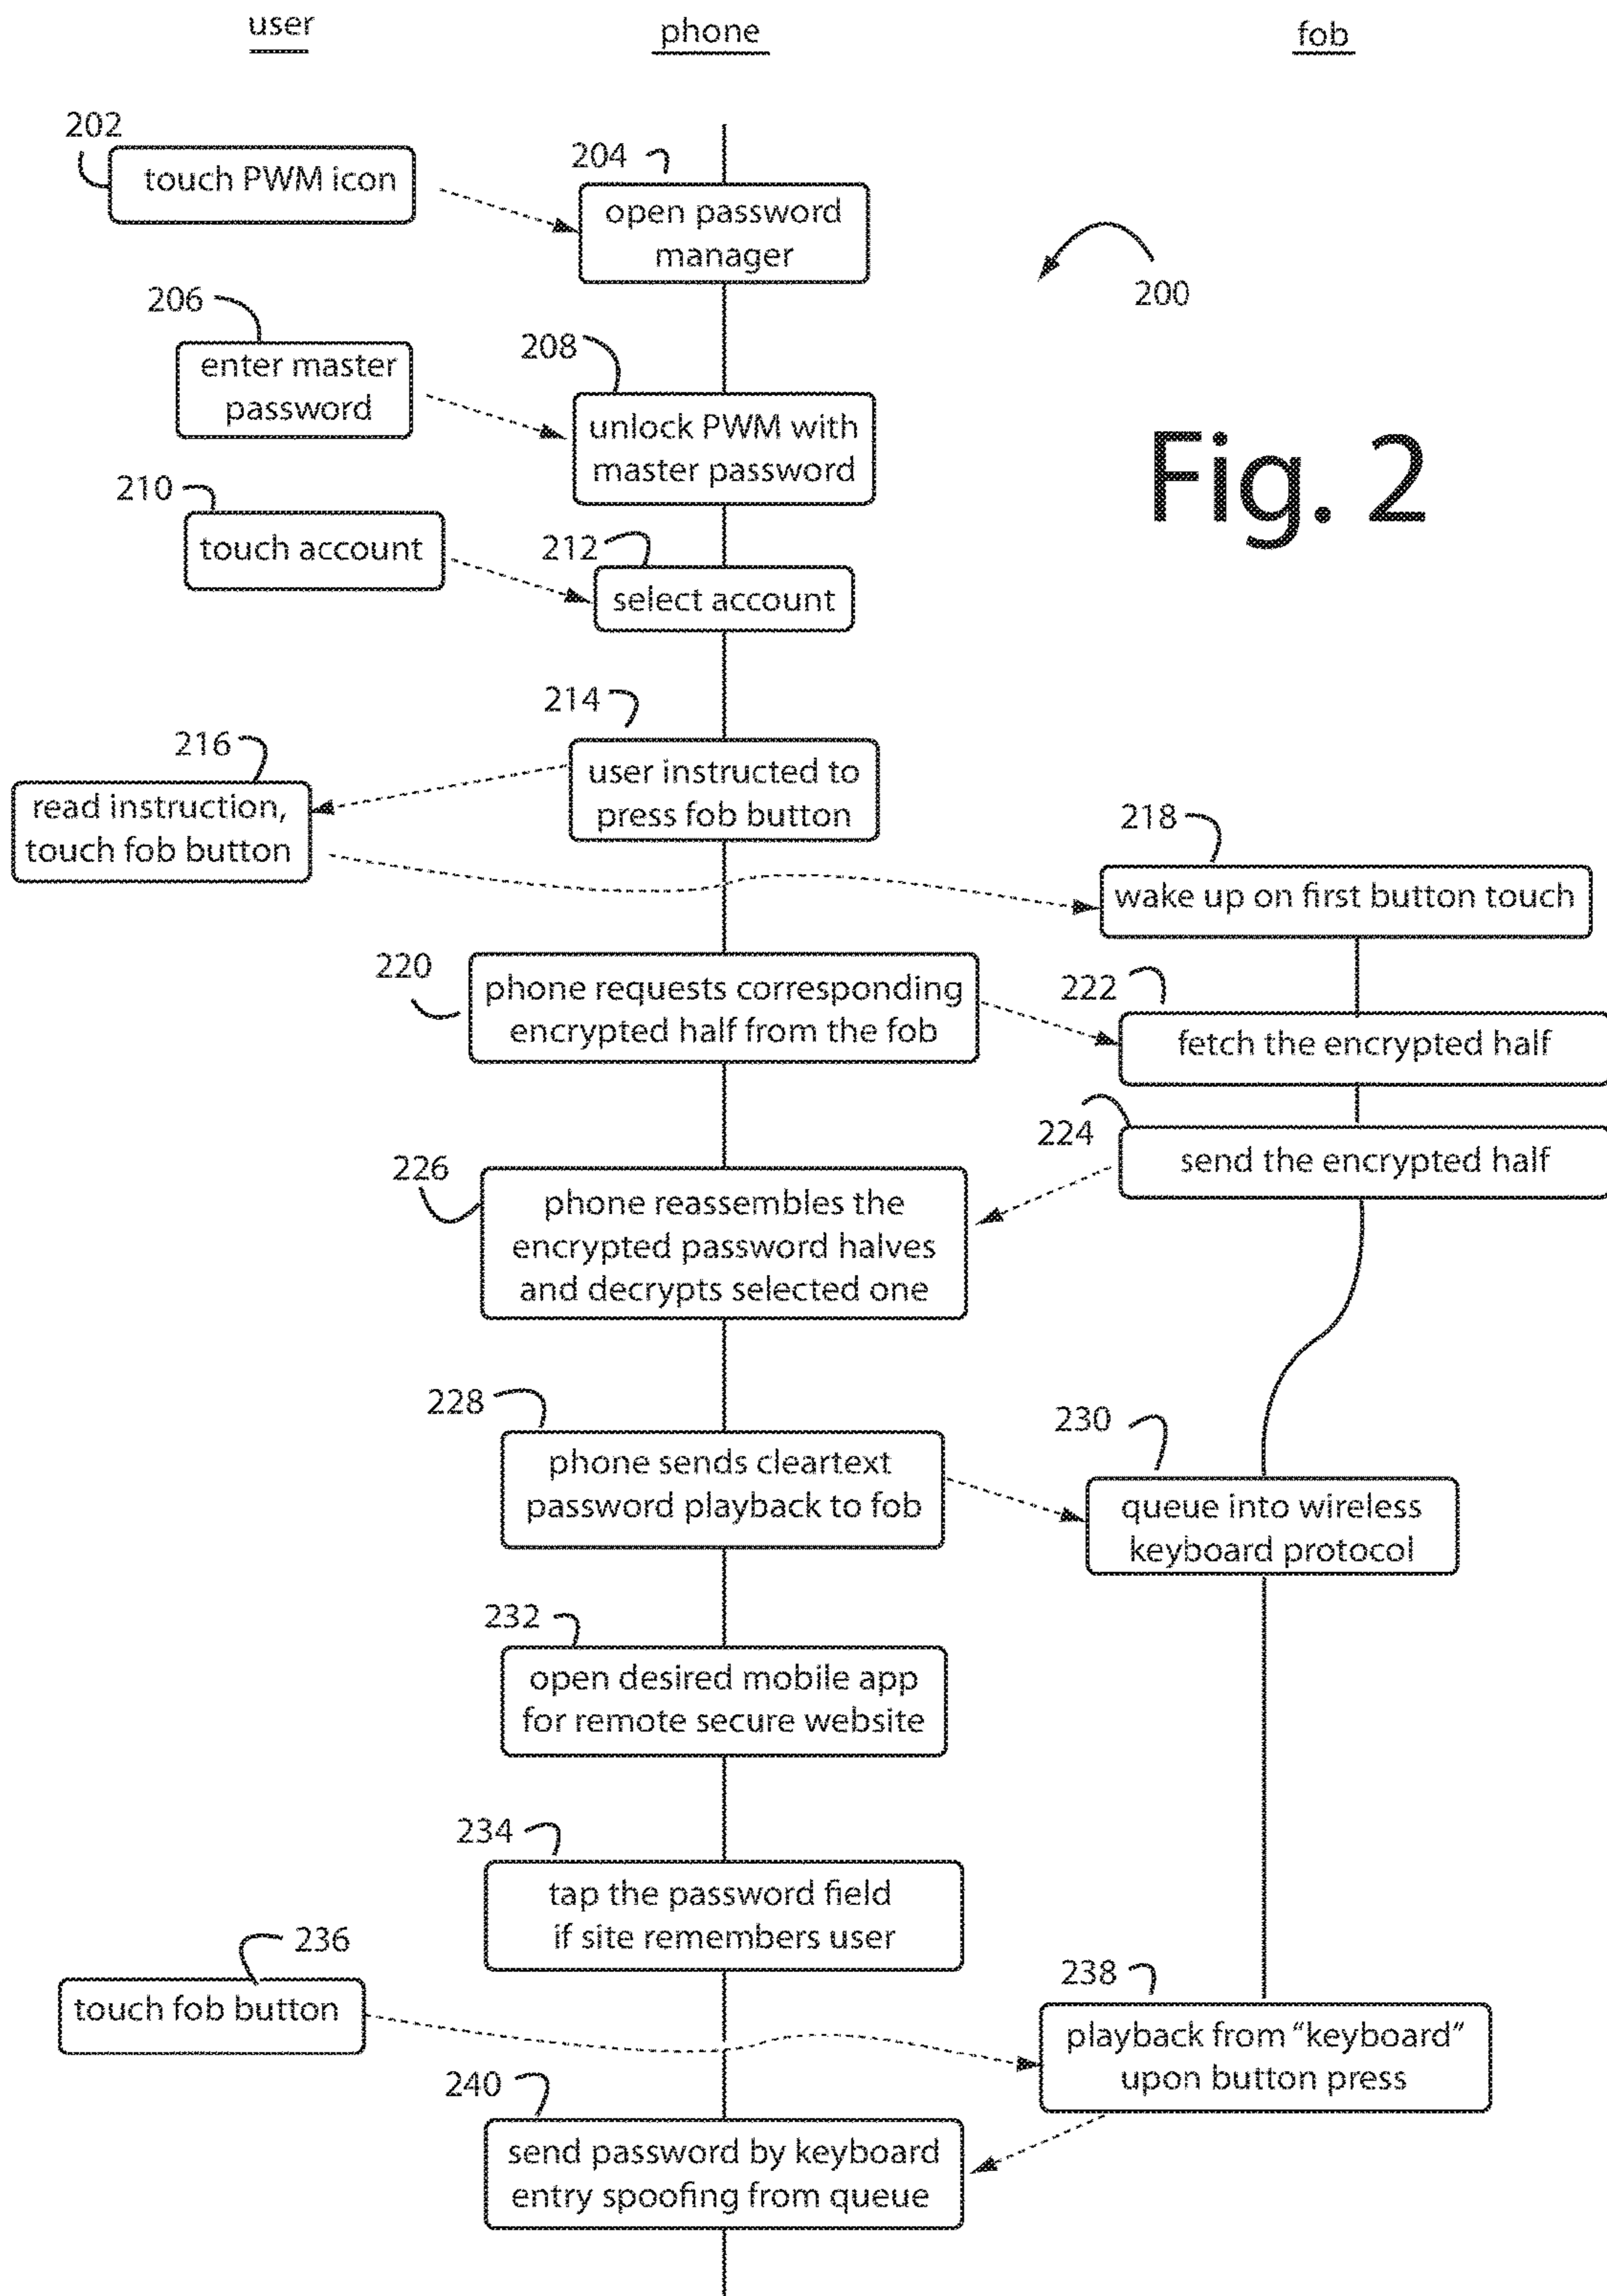 user
phone
fob
202
touch PWM icon
204
open password
manager
200
206
enter master
password
208
unlock PWM with
master password
Fig. 2
210
touch account
212
select account
214
user instructed to
press fob button
216
read instruction,
touch fob button
218
wake up on first button touch
220
phone requests corresponding
encrypted half from the fob
222
fetch the encrypted half
224
send the encrypted half
226
phone reassembles the
encrypted password halves
and decrypts selected one
228
phone sends cleartext
password playback to fob
230
queue into wireless
keyboard protocol
232
open desired mobile app
for remote secure website
234
tap the password field
if site remembers user
236
touch fob button
238
playback from “keyboard”
upon button press
240
send password by keyboard
entry spoofing from queue